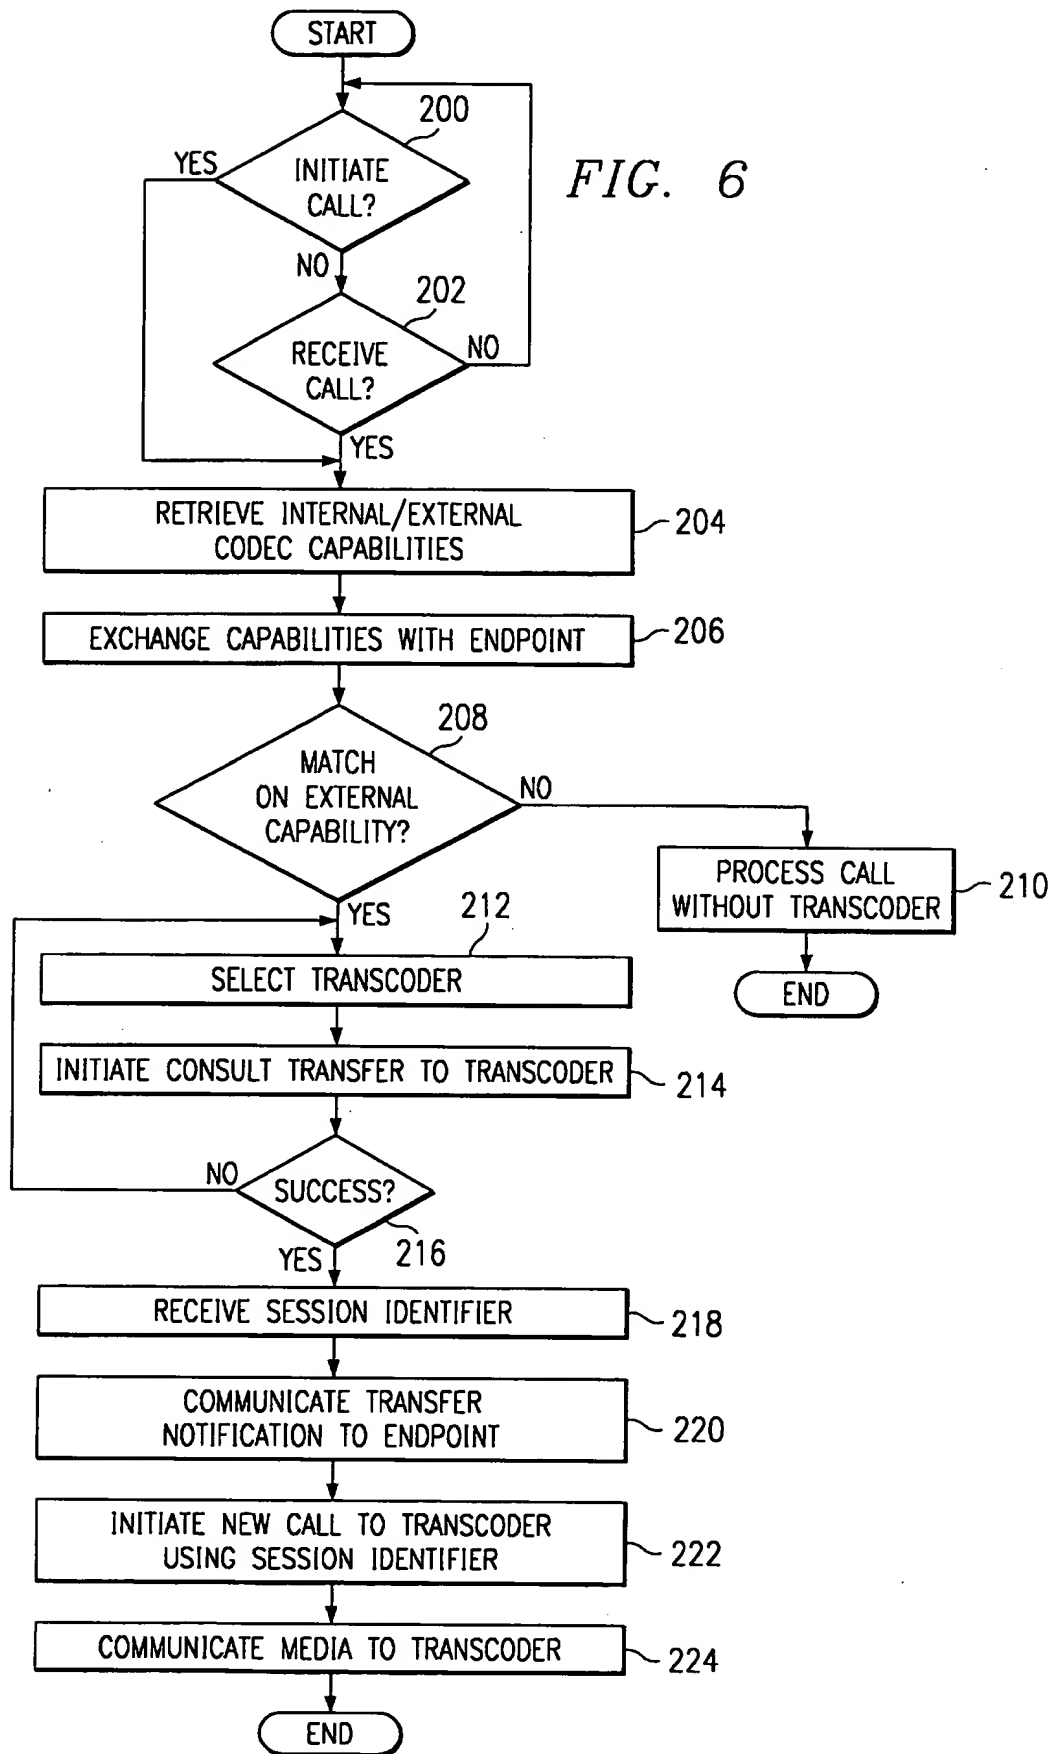 START
200
YES
INITIATE
CALL?
FIG. 6
NO
202
RECEIVE
CALL?
NO
YES
RETRIEVE INTERNAL/EXTERNAL
CODEC CAPABILITIES
204
EXCHANGE CAPABILITIES WITH ENDPOINT
206
208
MATCH
ON EXTERNAL
CAPABILITY?
NO
PROCESS CALL
WITHOUT TRANSCODER
210
END
YES
212
SELECT TRANSCODER
INITIATE CONSULT TRANSFER TO TRANSCODER
214
NO
SUCCESS?
216
YES
RECEIVE SESSION IDENTIFIER
218
COMMUNICATE TRANSFER
NOTIFICATION TO ENDPOINT
220
INITIATE NEW CALL TO TRANSCODER
USING SESSION IDENTIFIER
222
COMMUNICATE MEDIA TO TRANSCODER
224
END